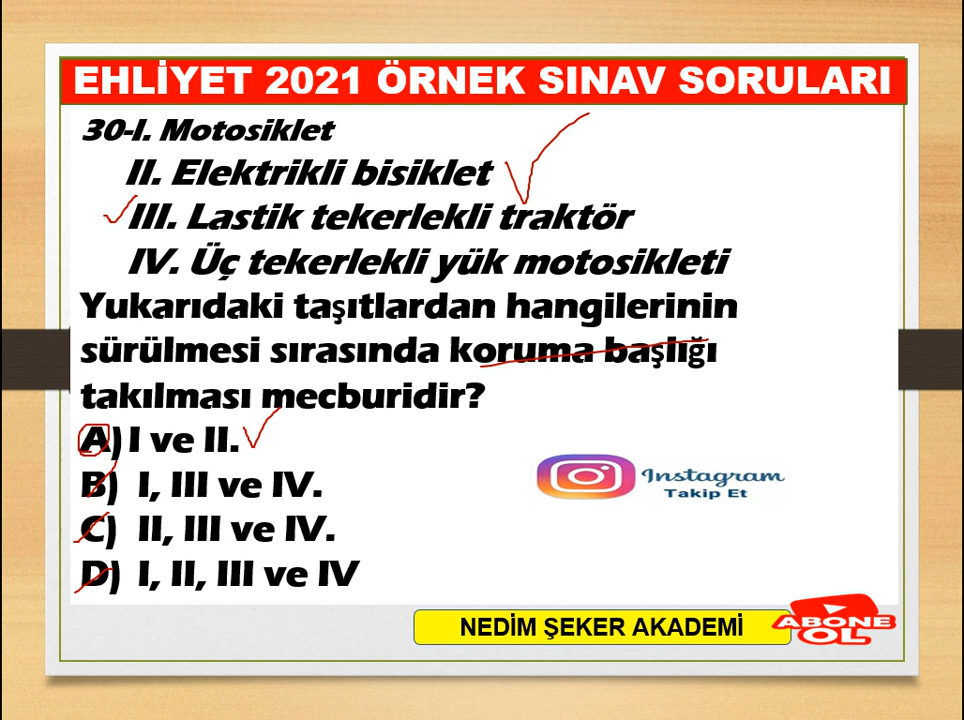 EHLİYET 2021 ÖRNEK SINAV SORULARI
30-I. Motosiklet
II. Elektrikli bisiklet
III. Lastik tekerlekli traktör
IV. Üç tekerlekli yük motosikleti
Yukarıdaki taşıtlardan hangilerinin
sürülmesi sırasında koruma başlığı
takılması mecburidir?
A) I ve II.
B) I, III ve IV.
C) II, III ve IV.
D) I, II, III ve IV
Instagram
Takip Et
NEDİM ŞEKER AKADEMİ
ABONE
OL